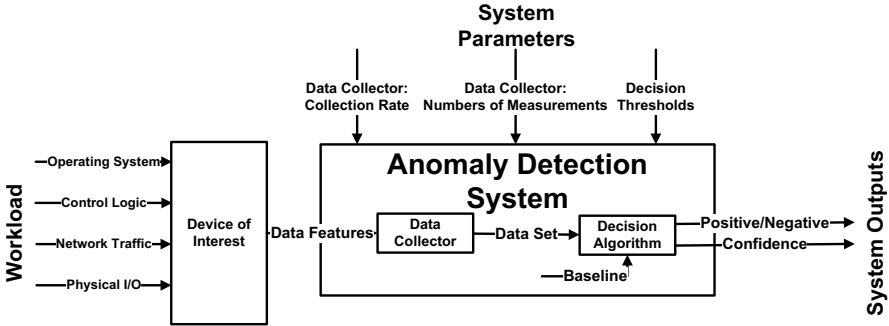 System
Parameters
Data Collector:
Collection Rate
Data Collector:
Numbers of Measurements
Decision
Thresholds
Workload
Operating System
Control Logic
Network Traffic
Physical I/O
Device of
Interest
Data Features
Anomaly Detection
System
Data
Collector
Data Set
Decision
Algorithm
Baseline
Positive/Negative
Confidence
System Outputs